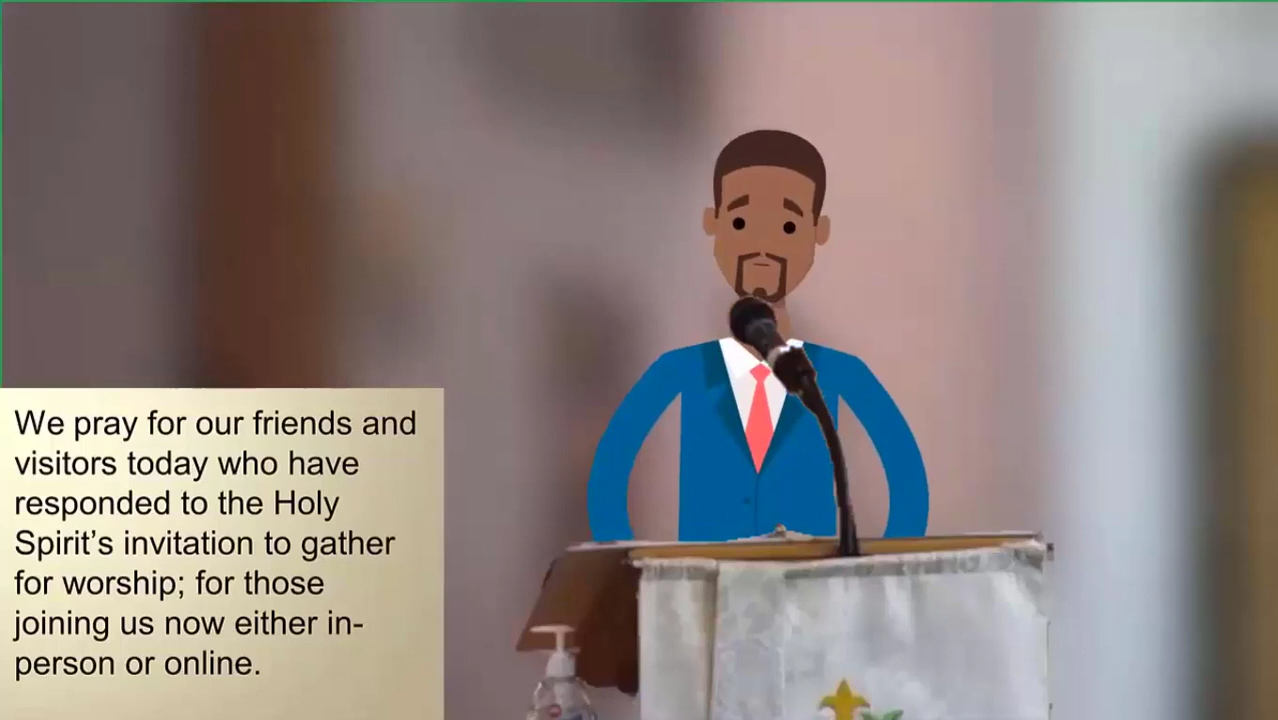 We pray for our friends and
visitors today who have
responded to the Holy
Spirit’s invitation to gather
for worship; for those
joining us now either in-
person or online.